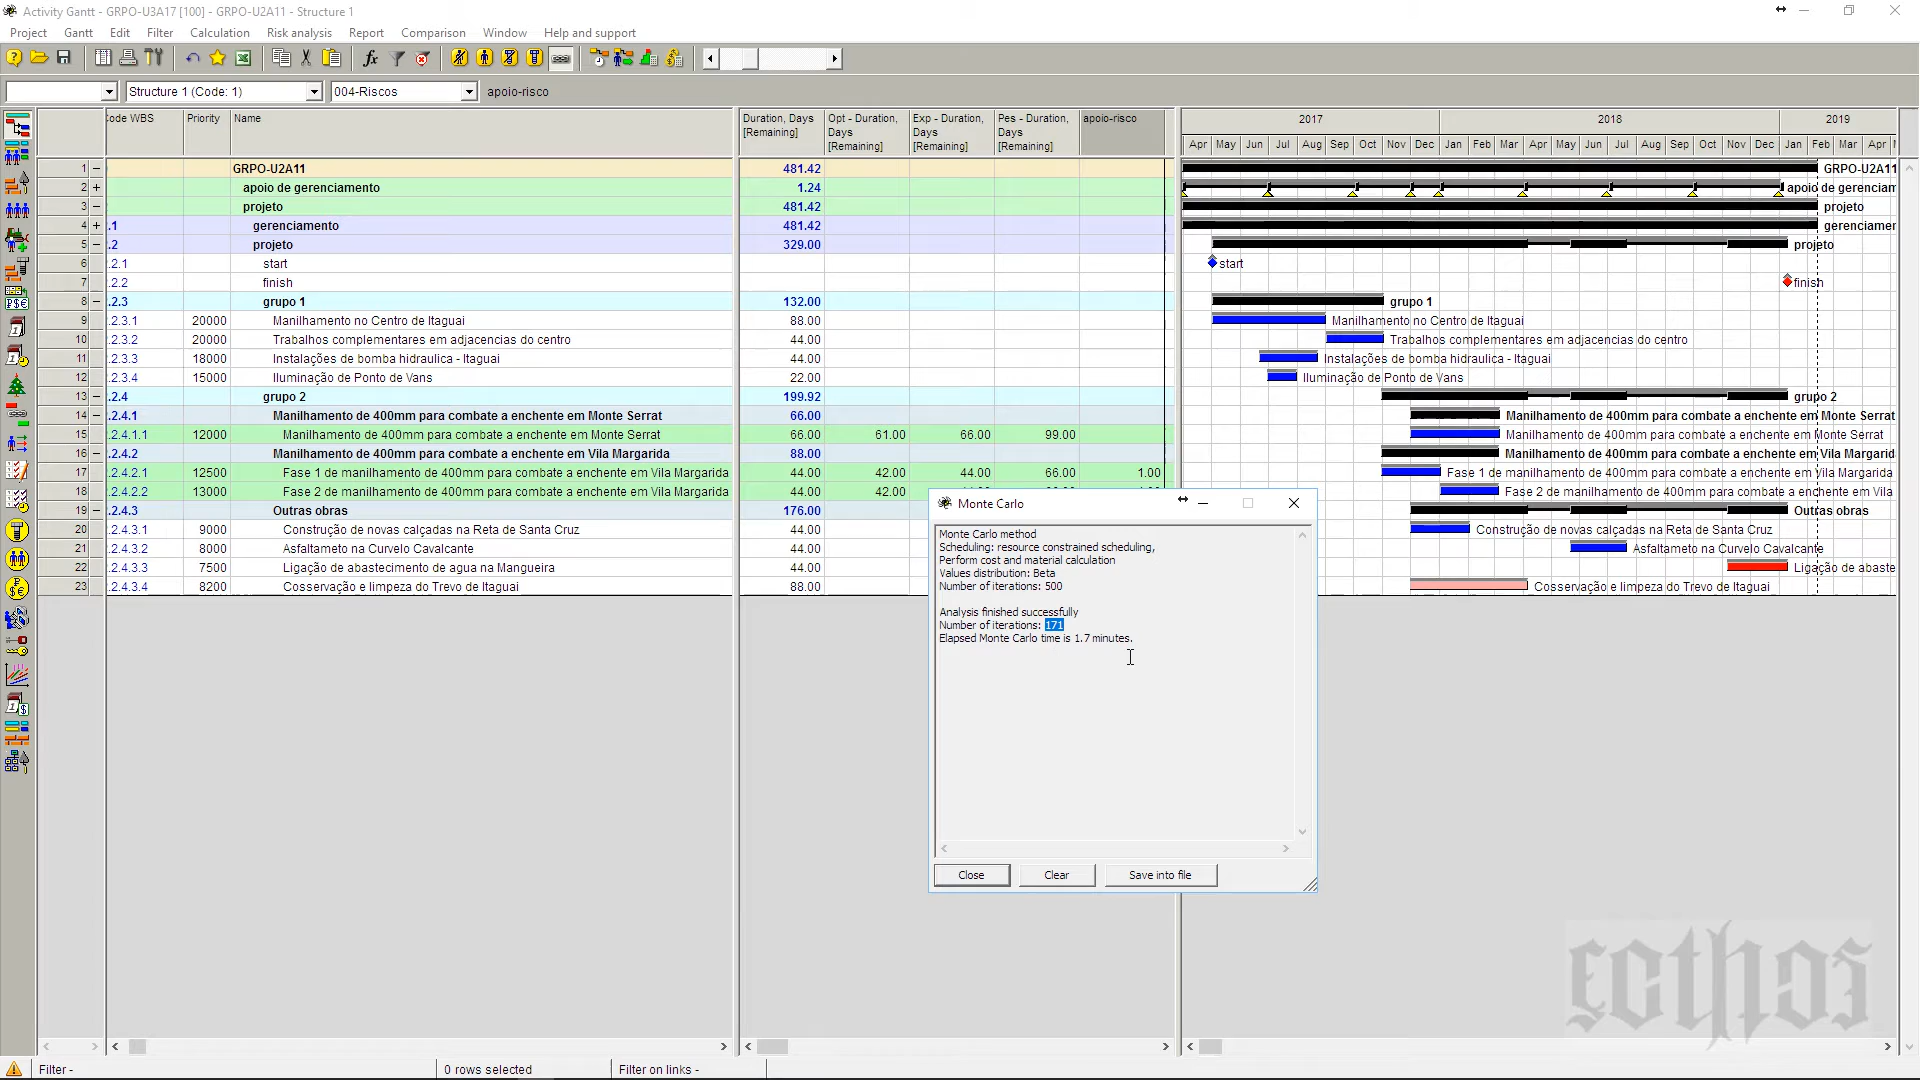 Activity Gantt - GRPO-U3A17 [100] - GRPO-U2A11 - Structure 1
Project Gantt Edit Filter Calculation Risk analysis Report Comparison Window Help and support
Structure 1 (Code: 1) 004-Riscos apoio-risco
Code WBS Priority Name
Duration, Days [Remaining]
Opt - Duration, Days [Remaining]
Exp - Duration, Days [Remaining]
Pes - Duration, Days [Remaining]
apoio-risco
2017 2018 2019
Apr May Jun Jul Aug Sep Oct Nov Dec Jan Feb Mar Apr May Jun Jul Aug Sep Oct Nov Dec Jan Feb Mar Apr
1 GRPO-U2A11 481.42 GRPO-U2A11
2 apoio de gerenciamento 1.24 apoio de gerenciam
3 projeto 481.42 projeto
4 .1 gerenciamento 481.42 gerenciamer
5 .2 projeto 329.00 projeto
6 .2.1 start start
7 .2.2 finish finish
8 .2.3 grupo 1 132.00 grupo 1
9 .2.3.1 20000 Manilhamento no Centro de Itaguai 88.00 Manilhamento no Centro de Itaguai
10 .2.3.2 20000 Trabalhos complementares em adjacencias do centro 44.00 Trabalhos complementares em adjacencias do centro
11 .2.3.3 18000 Instalações de bomba hidraulica - Itaguai 44.00 Instalações de bomba hidraulica - Itaguai
12 .2.3.4 15000 Iluminação de Ponto de Vans 22.00 Iluminação de Ponto de Vans
13 .2.4 grupo 2 199.92 grupo 2
14 .2.4.1 Manilhamento de 400mm para combate a enchente em Monte Serrat 66.00 Manilhamento de 400mm para combate a enchente em Monte Serrat
15 .2.4.1.1 12000 Manilhamento de 400mm para combate a enchente em Monte Serrat 66.00 61.00 66.00 99.00 Manilhamento de 400mm para combate a enchente em Monte Serrat
16 .2.4.2 Manilhamento de 400mm para combate a enchente em Vila Margarida 88.00 Manilhamento de 400mm para combate a enchente em Vila Margarid
17 .2.4.2.1 12500 Fase 1 de manilhamento de 400mm para combate a enchente em Vila Margarida 44.00 42.00 44.00 66.00 1.00 Fase 1 de manilhamento de 400mm para combate a enchente em Vila Margarida
18 .2.4.2.2 13000 Fase 2 de manilhamento de 400mm para combate a enchente em Vila Margarida 44.00 42.00 Fase 2 de manilhamento de 400mm para combate a enchente em Vila
19 .2.4.3 Outras obras 176.00 Outras obras
20 .2.4.3.1 9000 Construção de novas calçadas na Reta de Santa Cruz 44.00 Construção de novas calçadas na Reta de Santa Cruz
21 .2.4.3.2 8000 Asfaltameto na Curvelo Cavalcante 44.00 Asfaltameto na Curvelo Cavalcante
22 .2.4.3.3 7500 Ligação de abastecimento de agua na Mangueira 44.00 Ligação de abaste
23 .2.4.3.4 8200 Cosservação e limpeza do Trevo de Itaguai 88.00 Cosservação e limpeza do Trevo de Itaguai
Monte Carlo
Monte Carlo method
Scheduling: resource constrained scheduling,
Perform cost and material calculation
Values distribution: Beta
Number of iterations: 500
Analysis finished successfully
Number of iterations: 171
Elapsed Monte Carlo time is 1.7 minutes.
Close Clear Save into file
Filter - 0 rows selected Filter on links -